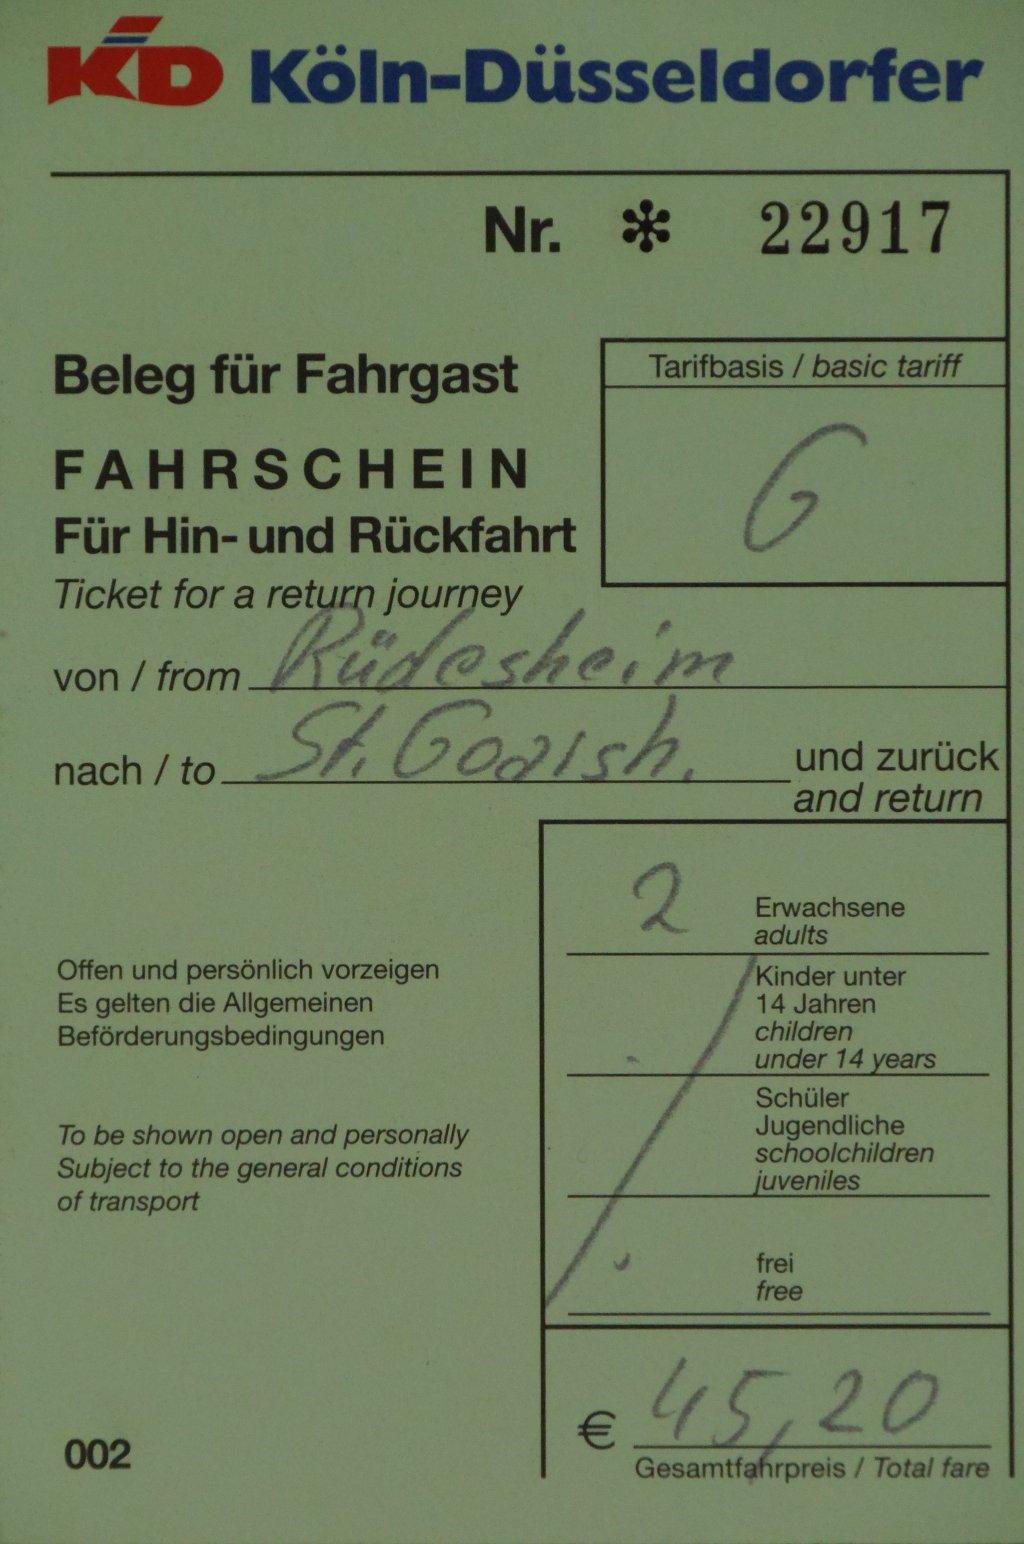 KD Köln-Düsseldorfer
Nr. * 22917
Beleg für Fahrgast
Tarifbasis / basic tariff
G
FAHRSCHEIN
Für Hin- und Rückfahrt
Ticket for a return journey
von / from Rüdesheim
nach / to St. Goarsh. und zurück
and return
2 Erwachsene
adults
Kinder unter
14 Jahren
children
under 14 years
Schüler
Jugendliche
schoolchildren
juveniles
frei
free
Offen und persönlich vorzeigen
Es gelten die Allgemeinen
Beförderungsbedingungen
To be shown open and personally
Subject to the general conditions
of transport
€ 45,20
Gesamtfahrpreis / Total fare
002